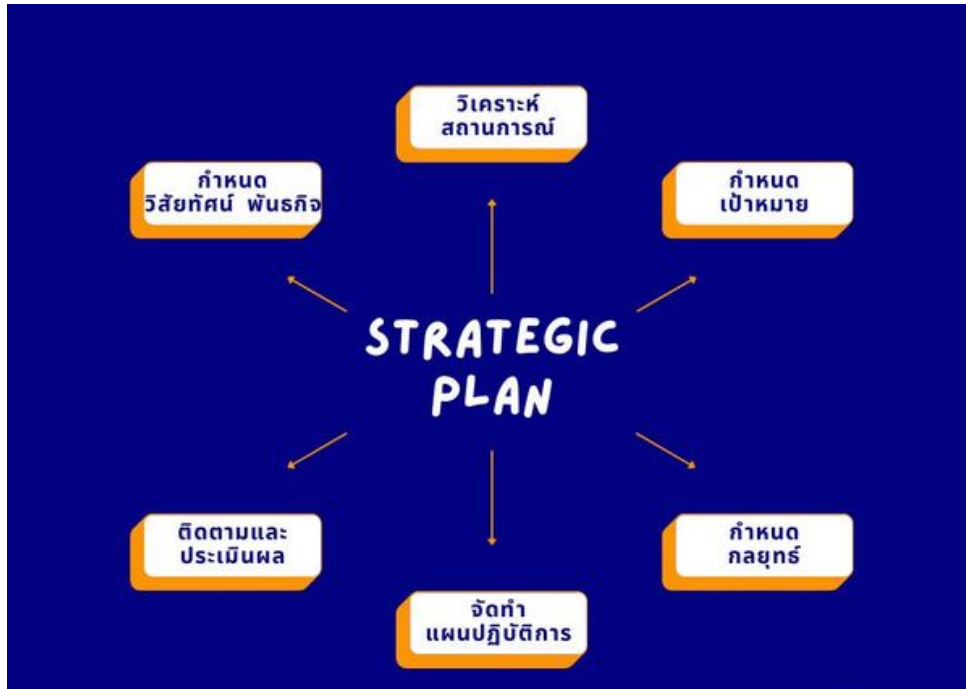 วิเคราะห์
สถานการณ์
กำหนด
วิสัยทัศน์ พันธกิจ
กำหนด
เป้าหมาย
STRATEGIC
PLAN
ติดตามและ
ประเมินผล
กำหนด
กลยุทธ์
จัดทำ
แผนปฏิบัติการ